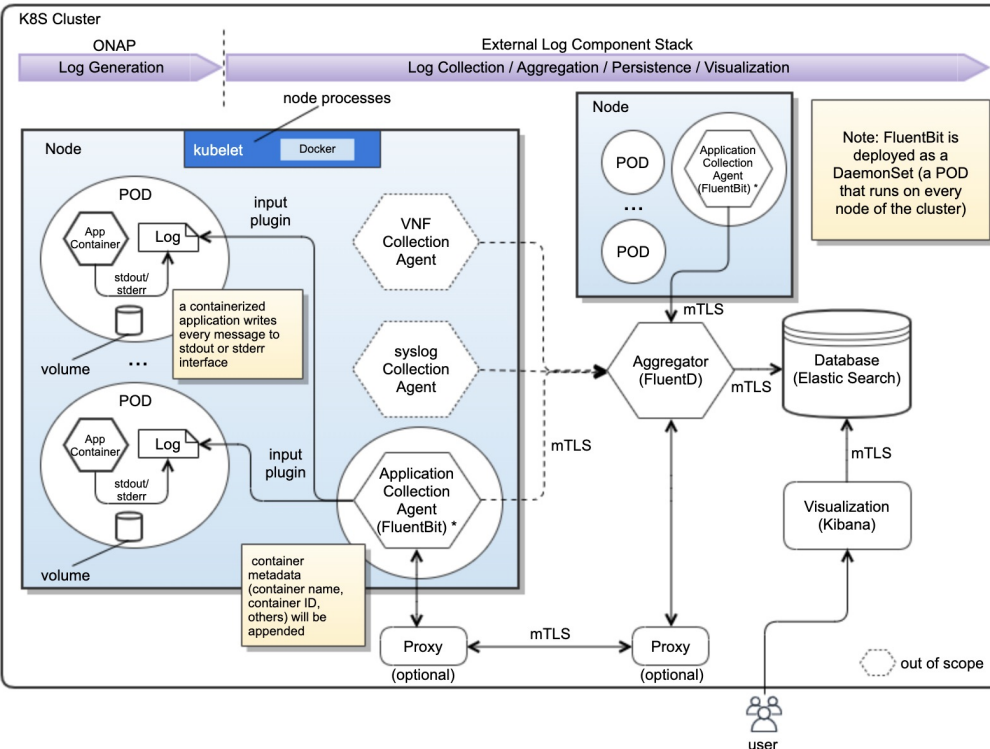 K8S Cluster
ONAP
External Log Component Stack
Log Generation
Log Collection / Aggregation / Persistence / Visualization
node processes
Node
kubelet
Docker
POD
App
Container
Log
stdout/
stderr
volume
input
plugin
a containerized
application writes
every message to
stdout or stderr
interface
...
POD
App
Container
Log
stdout/
stderr
volume
input
plugin
VNF
Collection
Agent
syslog
Collection
Agent
Application
Collection
Agent
(FluentBit) *
container
metadata
(container name,
container ID,
others) will be
appended
mTLS
Node
POD
...
POD
Application
Collection
Agent
(FluentBit) *
Note: FluentBit is
deployed as a
DaemonSet (a POD
that runs on every
node of the cluster)
mTLS
Aggregator
(FluentD)
mTLS
Database
(Elastic Search)
mTLS
Visualization
(Kibana)
Proxy
(optional)
mTLS
Proxy
(optional)
out of scope
user